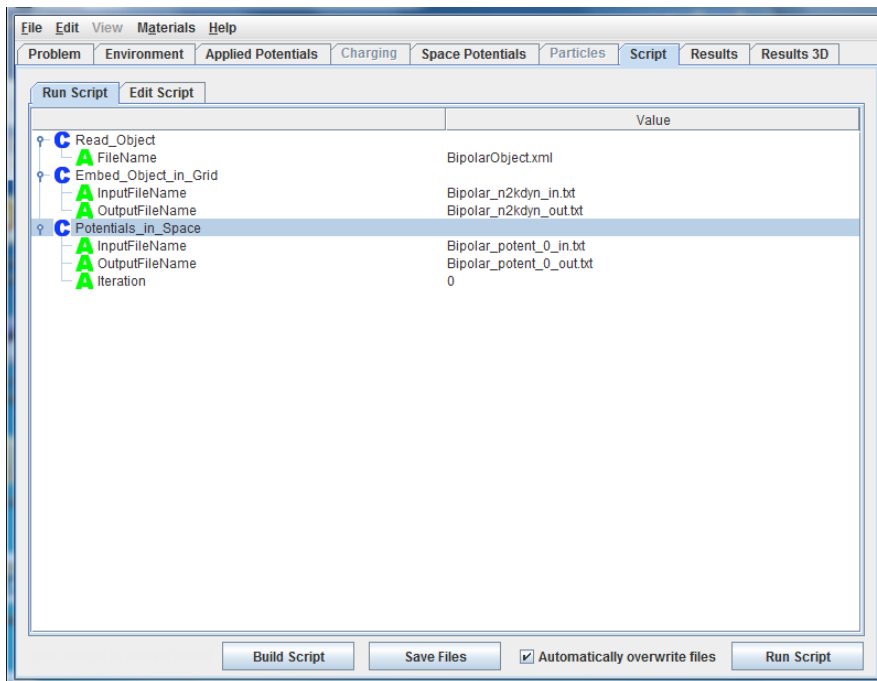 File Edit View Materials Help
Problem Environment Applied Potentials Charging Space Potentials Particles Script Results Results 3D
Run Script Edit Script
Value
C Read_Object
A FileName BipolarObject.xml
C Embed_Object_in_Grid
A InputFileName Bipolar_n2kdyn_in.txt
A OutputFileName Bipolar_n2kdyn_out.txt
C Potentials_in_Space
A InputFileName Bipolar_potent_0_in.txt
A OutputFileName Bipolar_potent_0_out.txt
A Iteration 0
Build Script Save Files Automatically overwrite files Run Script